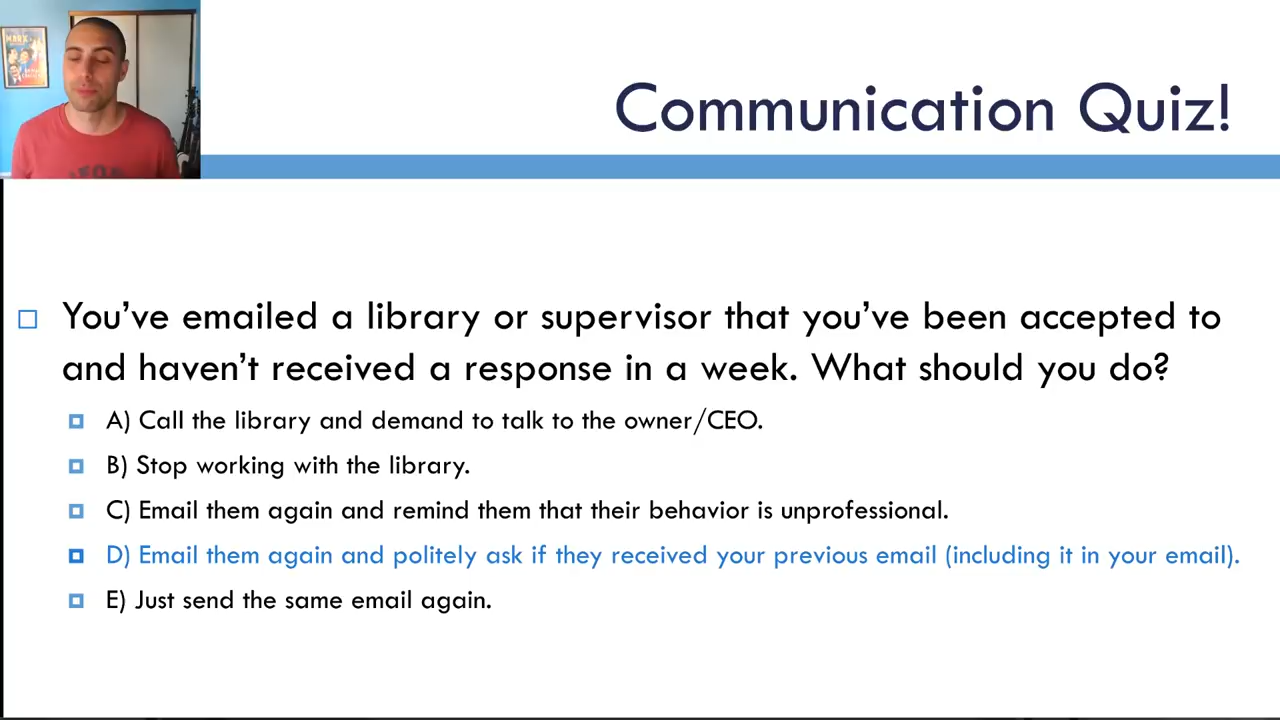 MARX
Communication Quiz!
You’ve emailed a library or supervisor that you’ve been accepted to
and haven’t received a response in a week. What should you do?
A) Call the library and demand to talk to the owner/CEO.
B) Stop working with the library.
C) Email them again and remind them that their behavior is unprofessional.
D) Email them again and politely ask if they received your previous email (including it in your email).
E) Just send the same email again.